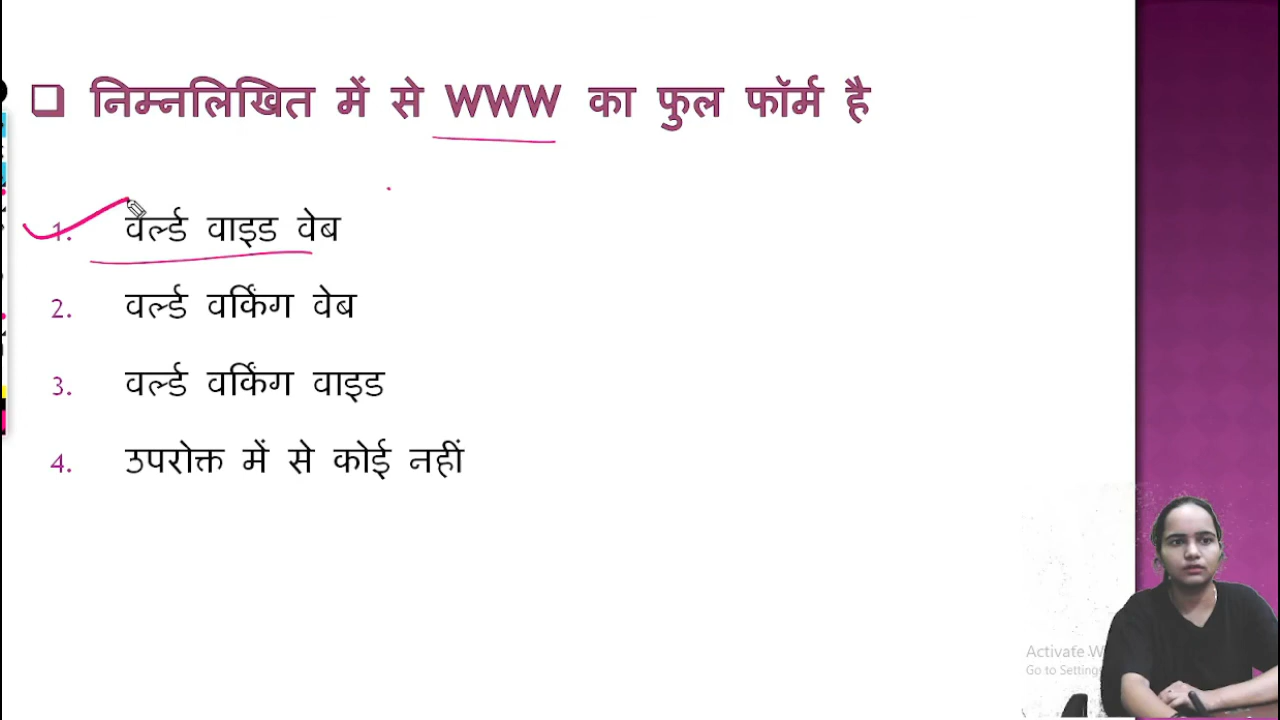 ❑ निम्नलिखित में से WWW का फुल फॉर्म है
1. वर्ल्ड वाइड वेब
2. वर्ल्ड वर्किंग वेब
3. वर्ल्ड वर्किंग वाइड
4. उपरोक्त में से कोई नहीं
Activate W
Go to Setting